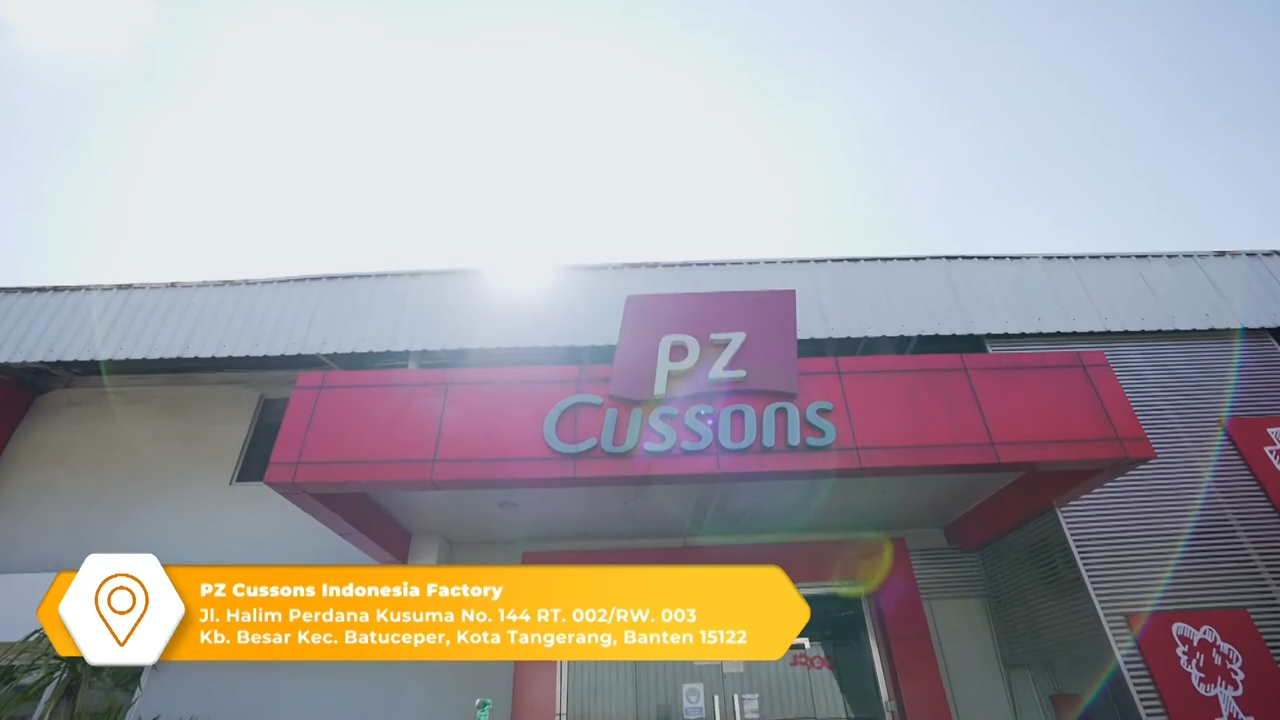 PZ
Cussons
PZ Cussons Indonesia Factory
Jl. Halim Perdana Kusuma No. 144 RT. 002/RW. 003
Kb. Besar Kec. Batuceper, Kota Tangerang, Banten 15122